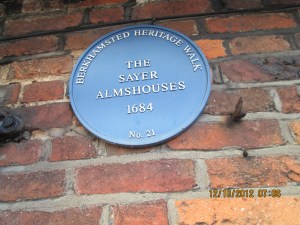 BERKHAMSTED HERITAGE WALK
THE
SAYER
ALMSHOUSES
1684
No. 21